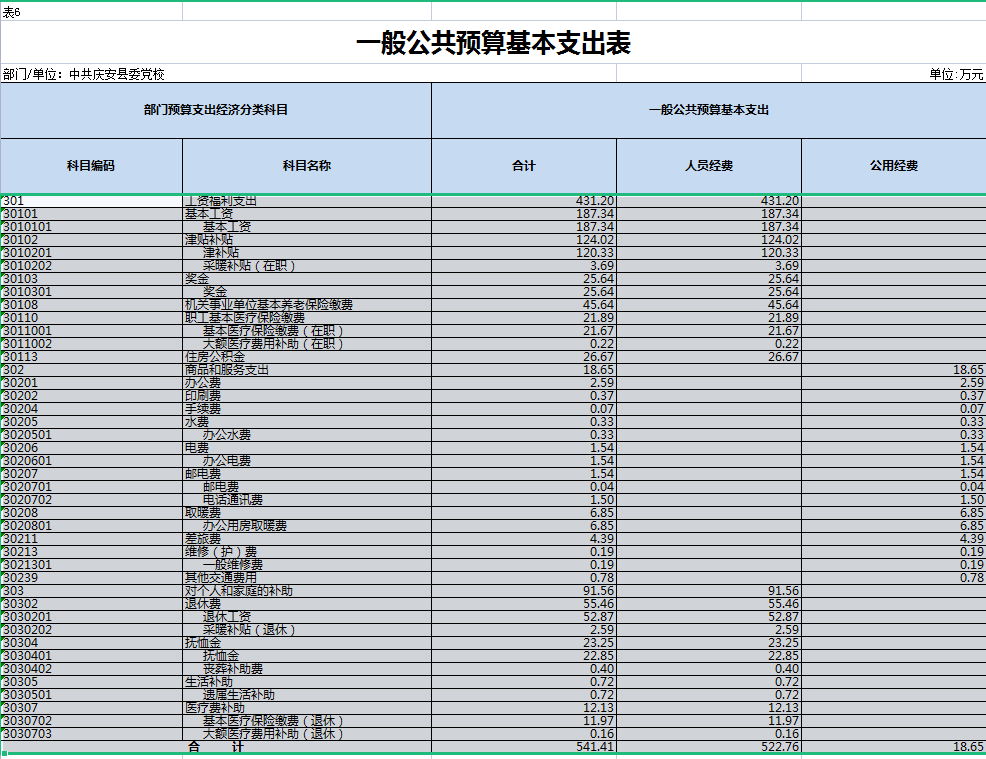 表6
一般公共预算基本支出表
部门/单位：中共庆安县委党校 单位:万元
部门预算支出经济分类科目 一般公共预算基本支出
科目编码 科目名称 合计 人员经费 公用经费
301 工资福利支出 431.20 431.20
30101 基本工资 187.34 187.34
3010101 基本工资 187.34 187.34
30102 津贴补贴 124.02 124.02
3010201 津补贴 120.33 120.33
3010202 采暖补贴（在职） 3.69 3.69
30103 奖金 25.64 25.64
3010301 奖金 25.64 25.64
30108 机关事业单位基本养老保险缴费 45.64 45.64
30110 职工基本医疗保险缴费 21.89 21.89
3011001 基本医疗保险缴费（在职） 21.67 21.67
3011002 大额医疗费用补助（在职） 0.22 0.22
30113 住房公积金 26.67 26.67
302 商品和服务支出 18.65 18.65
30201 办公费 2.59 2.59
30202 印刷费 0.37 0.37
30204 手续费 0.07 0.07
30205 水费 0.33 0.33
3020501 办公水费 0.33 0.33
30206 电费 1.54 1.54
3020601 办公电费 1.54 1.54
30207 邮电费 1.54 1.54
3020701 邮电费 0.04 0.04
3020702 电话通讯费 1.50 1.50
30208 取暖费 6.85 6.85
3020801 办公用房取暖费 6.85 6.85
30211 差旅费 4.39 4.39
30213 维修（护）费 0.19 0.19
3021301 一般维修费 0.19 0.19
30239 其他交通费用 0.78 0.78
303 对个人和家庭的补助 91.56 91.56
30302 退休费 55.46 55.46
3030201 退休工资 52.87 52.87
3030202 采暖补贴（退休） 2.59 2.59
30304 抚恤金 23.25 23.25
3030401 抚恤金 22.85 22.85
3030402 丧葬补助费 0.40 0.40
30305 生活补助 0.72 0.72
3030501 遗属生活补助 0.72 0.72
30307 医疗费补助 12.13 12.13
3030702 基本医疗保险缴费（退休） 11.97 11.97
3030703 大额医疗费用补助（退休） 0.16 0.16
合 计 541.41 522.76 18.65